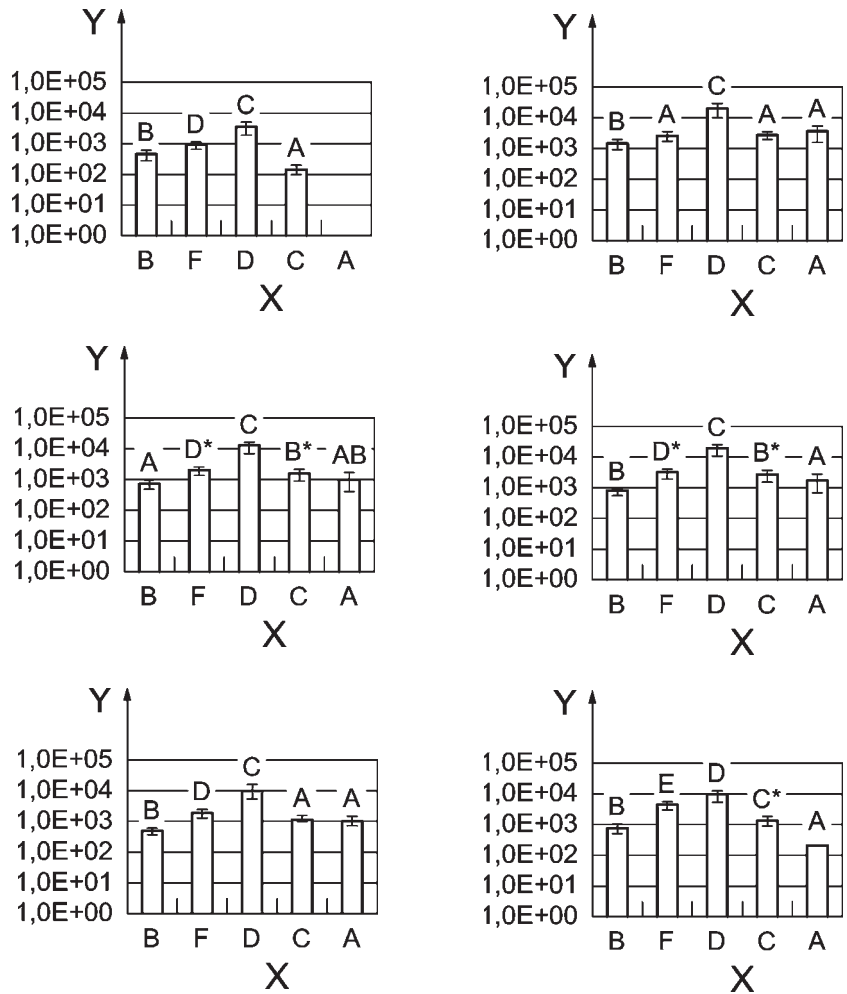 Y
1,0E+05
1,0E+04
1,0E+03
1,0E+02
1,0E+01
1,0E+00
B D C A
B F D C A
X
Y
1,0E+05
1,0E+04
1,0E+03
1,0E+02
1,0E+01
1,0E+00
B A C A A
B F D C A
X
Y
1,0E+05
1,0E+04
1,0E+03
1,0E+02
1,0E+01
1,0E+00
A D* C B* AB
B F D C A
X
Y
1,0E+05
1,0E+04
1,0E+03
1,0E+02
1,0E+01
1,0E+00
B D* C B* A
B F D C A
X
Y
1,0E+05
1,0E+04
1,0E+03
1,0E+02
1,0E+01
1,0E+00
B D C A A
B F D C A
X
Y
1,0E+05
1,0E+04
1,0E+03
1,0E+02
1,0E+01
1,0E+00
B E D C* A
B F D C A
X